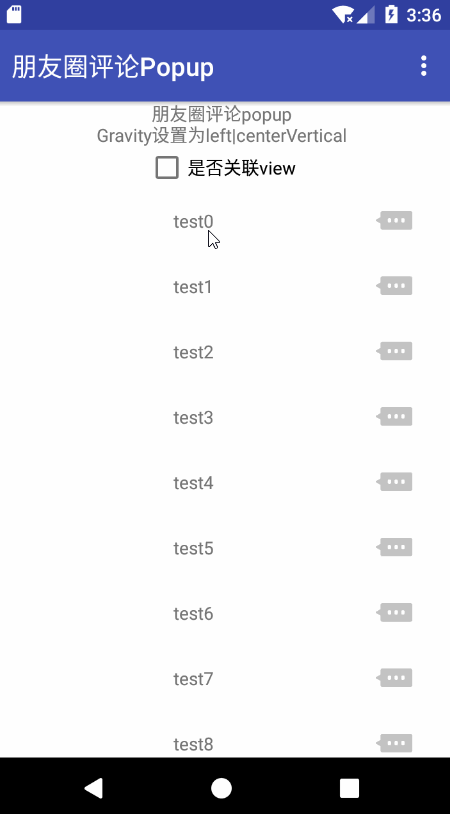 3:36
朋友圈评论Popup
朋友圈评论popup
Gravity设置为left|centerVertical
是否关联view
test0
test1
test2
test3
test4
test5
test6
test7
test8